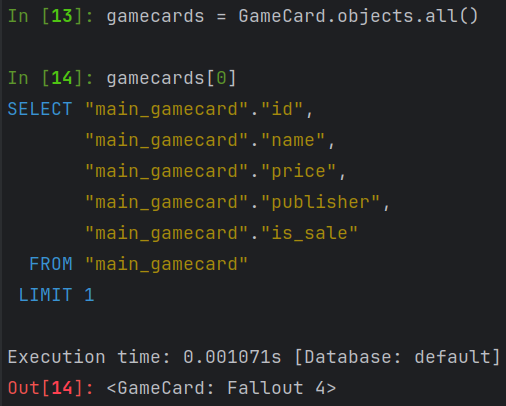 In [13]: gamecards = GameCard.objects.all()
In [14]: gamecards[0]
SELECT "main_gamecard"."id",
       "main_gamecard"."name",
       "main_gamecard"."price",
       "main_gamecard"."publisher",
       "main_gamecard"."is_sale"
  FROM "main_gamecard"
 LIMIT 1
Execution time: 0.001071s [Database: default]
Out[14]: <GameCard: Fallout 4>